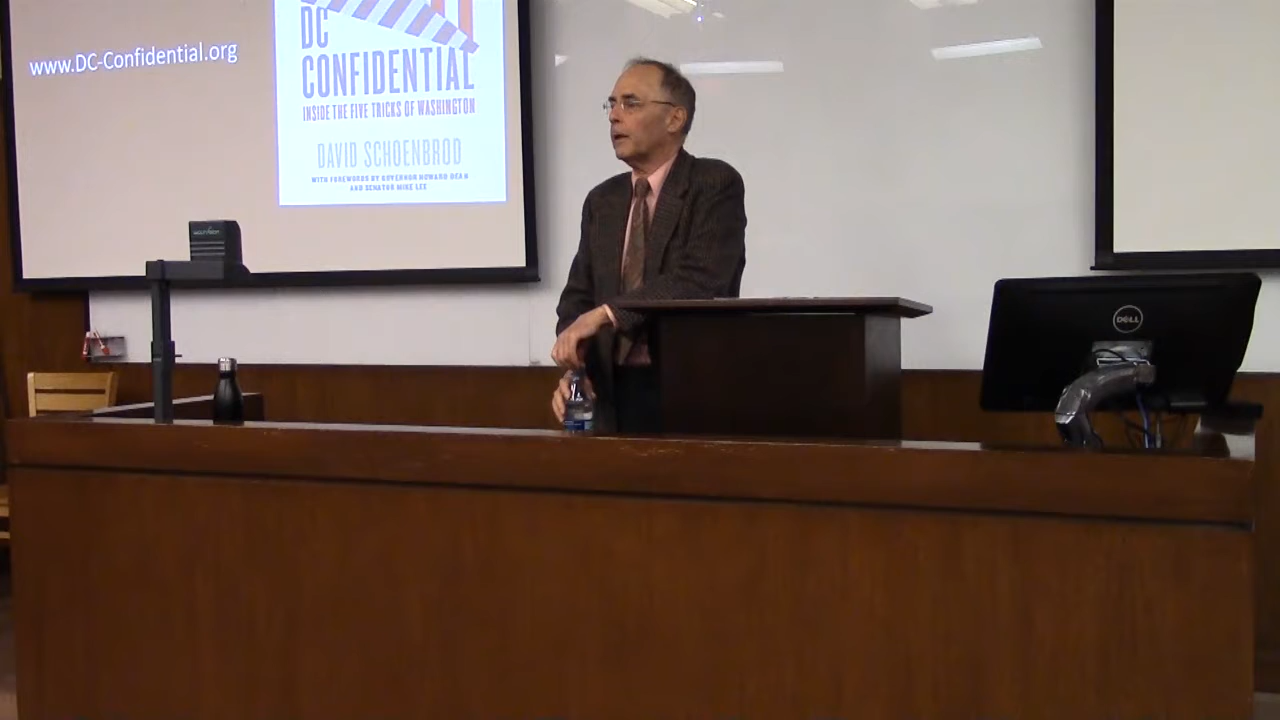 www.DC-Confidential.org
DC
CONFIDENTIAL
INSIDE THE FIVE TRICKS OF WASHINGTON
DAVID SCHOENBROD
WITH FOREWORDS BY GOVERNOR HOWARD DEAN
AND SENATOR MIKE LEE
DELL